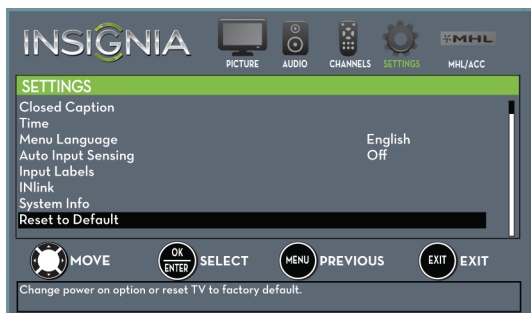 INSIGNIA
PICTURE AUDIO CHANNELS SETTINGS MHL MHL/ACC
SETTINGS
Closed Caption
Time
Menu Language English
Auto Input Sensing Off
Input Labels
INlink
System Info
Reset to Default
MOVE OK ENTER SELECT MENU PREVIOUS EXIT EXIT
Change power on option or reset TV to factory default.